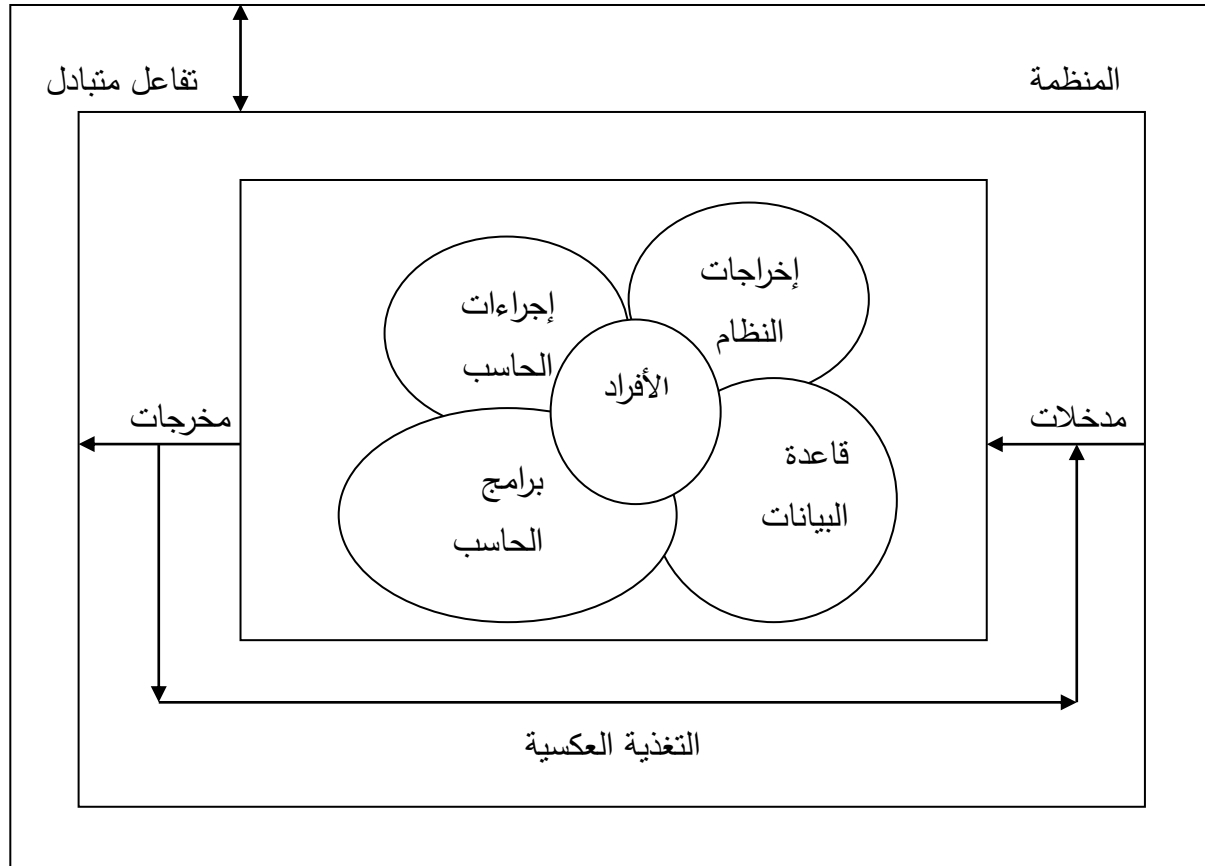 المنظمة
تفاعل متبادل
إخراجات
النظام
إجراءات
الحاسب
الأفراد
مدخلات
مخرجات
قاعدة
البيانات
برامج
الحاسب
التغذية العكسية